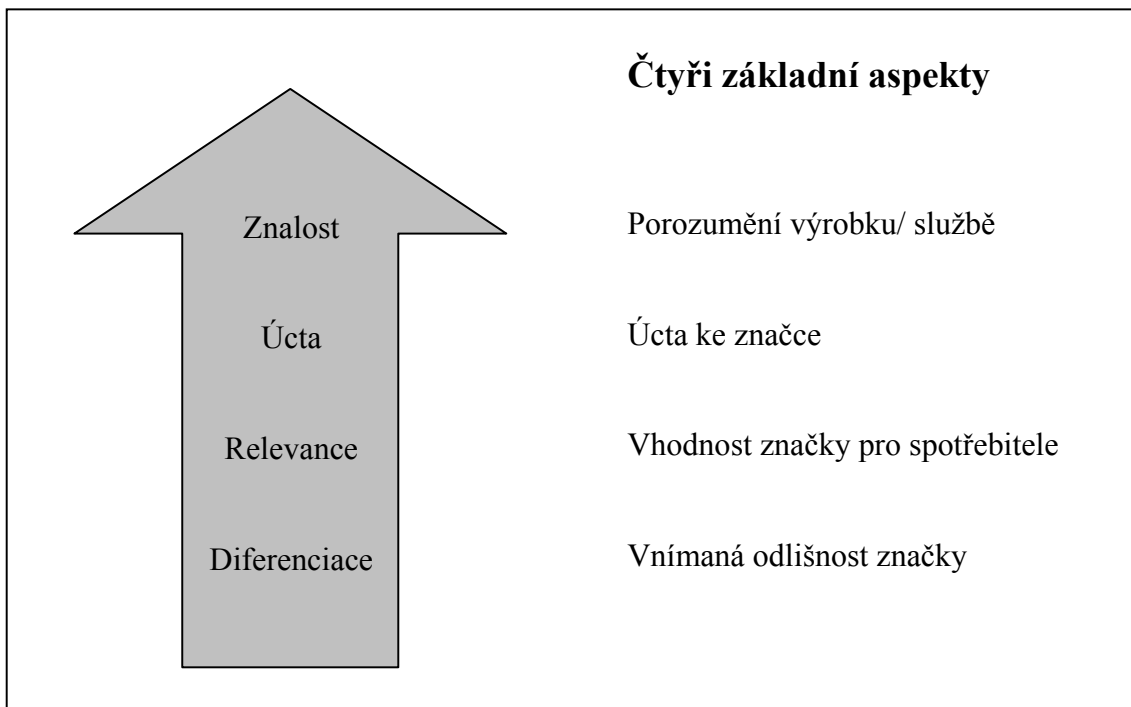 Čtyři základní aspekty
Znalost
Porozumění výrobku/ službě
Úcta
Úcta ke značce
Relevance
Vhodnost značky pro spotřebitele
Diferenciace
Vnímaná odlišnost značky